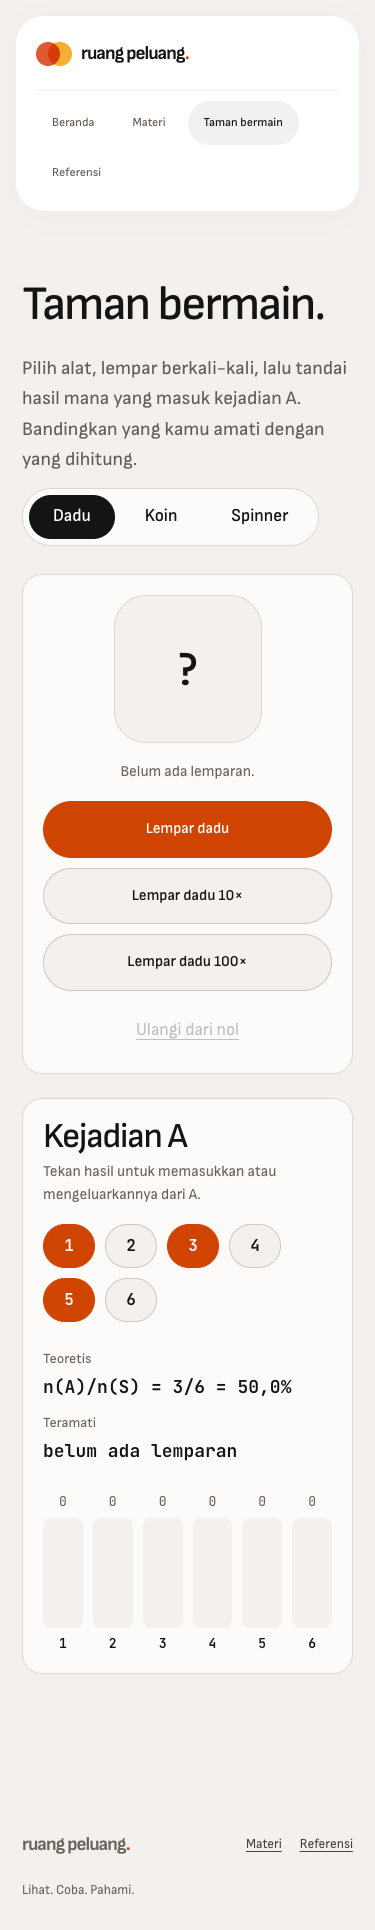 ruang peluang.
Beranda Materi Taman bermain
Referensi
Taman bermain.
Pilih alat, lempar berkali-kali, lalu tandai
hasil mana yang masuk kejadian A.
Bandingkan yang kamu amati dengan
yang dihitung.
Dadu Koin Spinner
?
Belum ada lemparan.
Lempar dadu
Lempar dadu 10×
Lempar dadu 100×
Ulangi dari nol
Kejadian A
Tekan hasil untuk memasukkan atau
mengeluarkannya dari A.
1 2 3 4
5 6
Teoretis
n(A)/n(S) = 3/6 = 50,0%
Teramati
belum ada lemparan
0 0 0 0 0 0
1 2 3 4 5 6
ruang peluang. Materi Referensi
Lihat. Coba. Pahami.